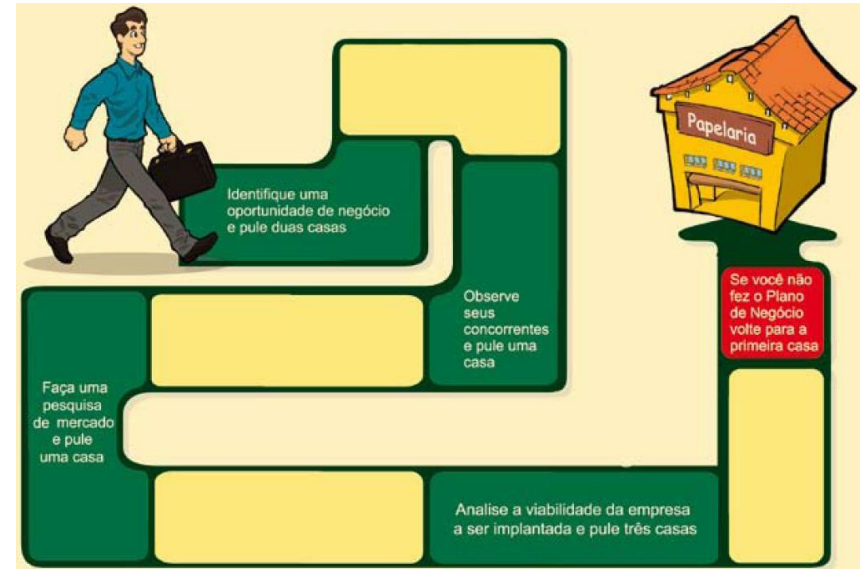 Papelaria
Identifique uma
oportunidade de negócio
e pule duas casas
Observe
seus
concorrentes
e pule uma
casa
Faça uma
pesquisa
de mercado
e pule
uma casa
Analise a viabilidade da empresa
a ser implantada e pule três casas
Se você não
fez o Plano
de Negócio
volte para a
primeira casa